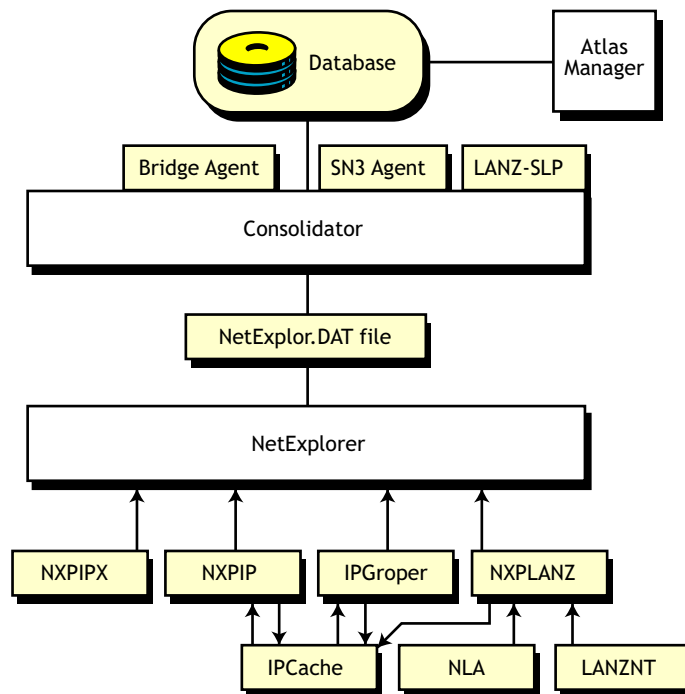 Database
Atlas
Manager
Bridge Agent
SN3 Agent
LANZ-SLP
Consolidator
NetExplor.DAT file
NetExplorer
NXPIPX
NXPIP
IPGroper
NXPLANZ
IPCache
NLA
LANZNT